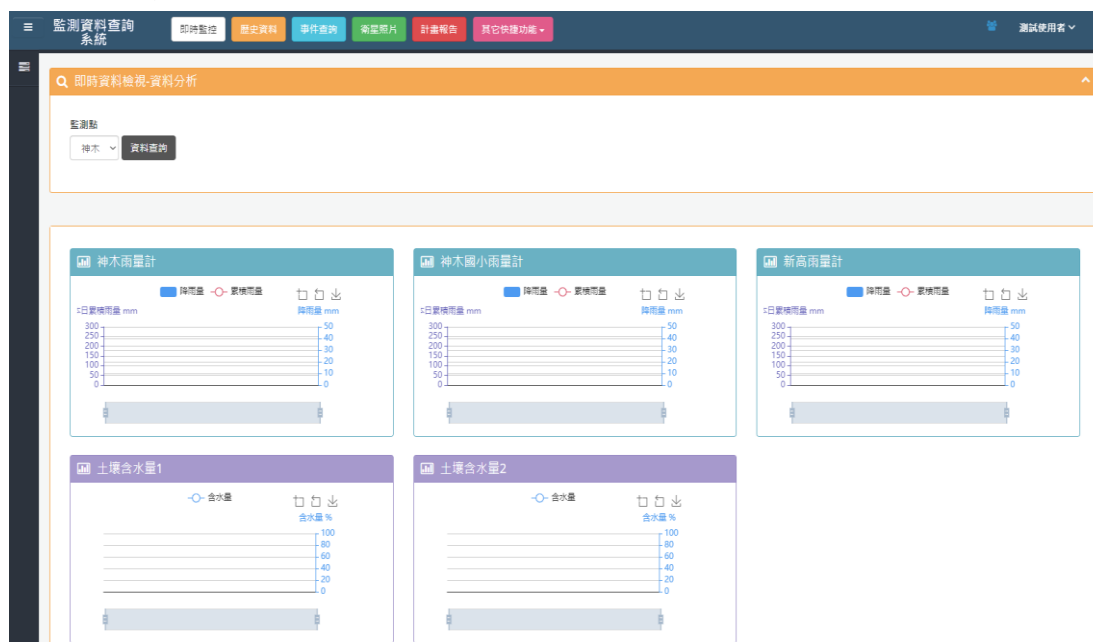 監測資料查詢
系統
即時監控 歷史資料 事件查詢 衛星照片 計畫報告 其它快捷功能
測試使用者
即時資料檢視-資料分析
監測點
神木 資料查詢
神木雨量計
降雨量 累積雨量
日累積雨量 mm 降雨量 mm
300 50
250 40
200 30
150 20
100 10
50 0
0
神木國小雨量計
降雨量 累積雨量
日累積雨量 mm 降雨量 mm
300 50
250 40
200 30
150 20
100 10
50 0
0
新高雨量計
降雨量 累積雨量
日累積雨量 mm 降雨量 mm
300 50
250 40
200 30
150 20
100 10
50 0
0
土壤含水量1
含水量
含水量 %
100
80
60
40
20
0
土壤含水量2
含水量
含水量 %
100
80
60
40
20
0